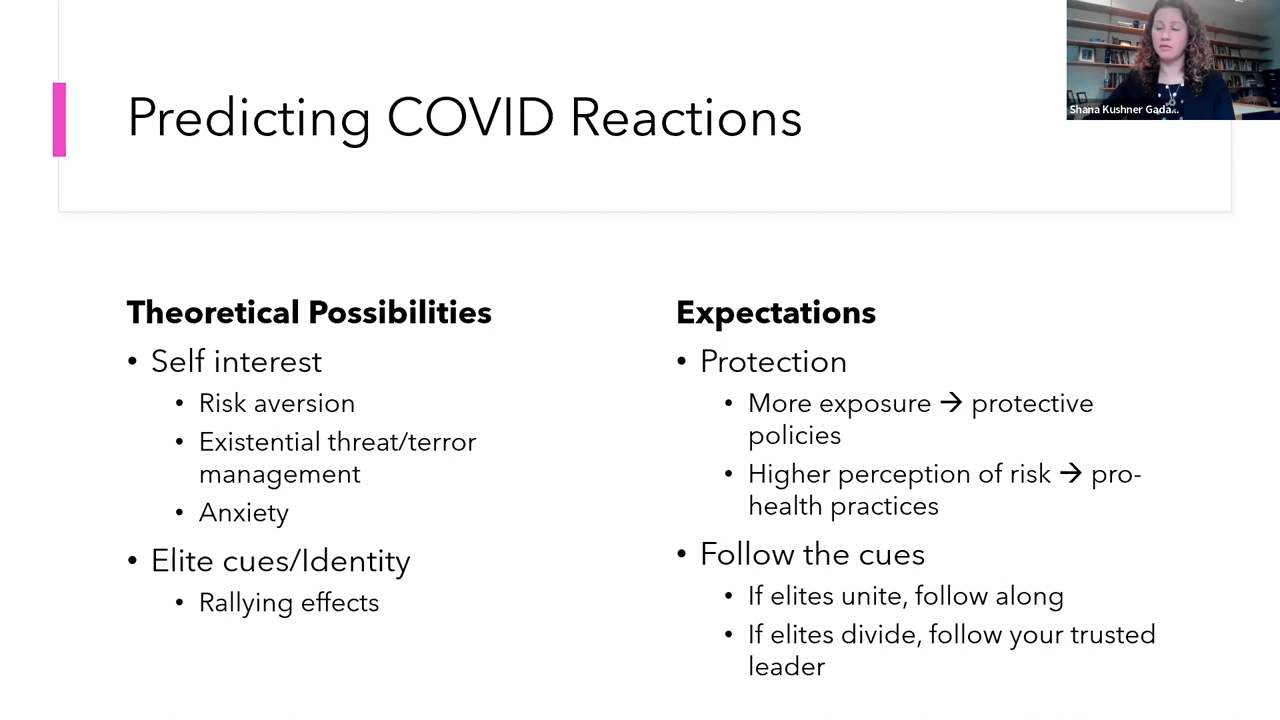 Predicting COVID Reactions
Shana Kushner Gada...
Theoretical Possibilities
• Self interest
• Risk aversion
• Existential threat/terror
management
• Anxiety
• Elite cues/Identity
• Rallying effects
Expectations
• Protection
• More exposure → protective
policies
• Higher perception of risk → pro-
health practices
• Follow the cues
• If elites unite, follow along
• If elites divide, follow your trusted
leader